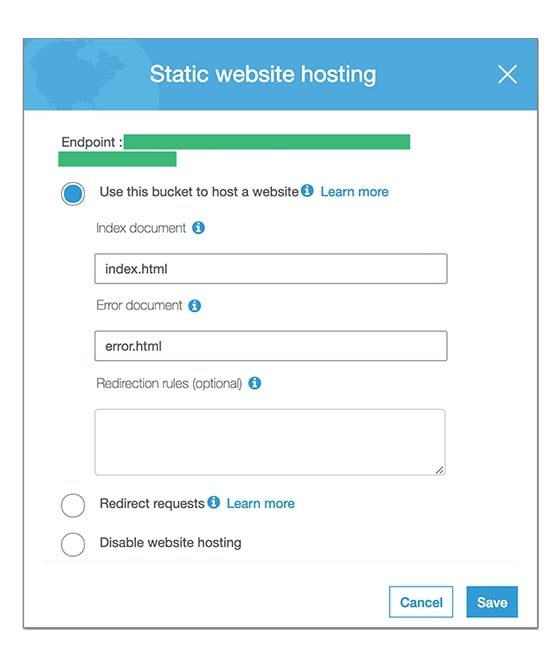 Static website hosting
Endpoint :
Use this bucket to host a website Learn more
Index document
index.html
Error document
error.html
Redirection rules (optional)
Redirect requests Learn more
Disable website hosting
Cancel Save